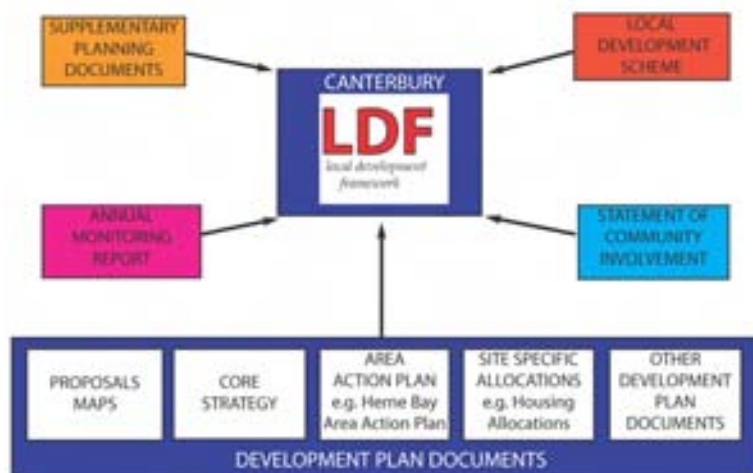 SUPPLEMENTARY
PLANNING
DOCUMENTS
LOCAL
DEVELOPMENT
SCHEME
CANTERBURY
LDF
local development
framework
ANNUAL
MONITORING
REPORT
STATEMENT OF
COMMUNITY
INVOLVEMENT
PROPOSALS
MAPS
CORE
STRATEGY
AREA
ACTION PLAN
e.g. Herne Bay
Area Action Plan
SITE SPECIFIC
ALLOCATIONS
e.g. Housing
Allocations
OTHER
DEVELOPMENT
PLAN
DOCUMENTS
DEVELOPMENT PLAN DOCUMENTS